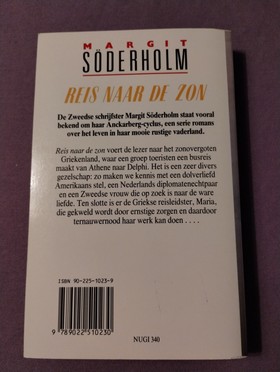 MARGIT
SÖDERHOLM
REIS NAAR DE ZON
De Zweedse schrijfster Margit Söderholm staat vooral
bekend om haar Anckarberg-cyclus, een serie romans
over het leven in haar mooie rustige vaderland.
Reis naar de zon voert de lezer naar het zonovergoten
Griekenland, waar een groep toeristen een busreis
maakt van Athene naar Delphi. Het is een zeer divers
gezelschap: zo maken we kennis met een dolverliefd
Amerikaans stel, een Nederlands diplomatenechtpaar
en een Zweedse vrouw die op zoek is naar de ware
liefde. Ten slotte is er de Griekse reisleidster, Maria,
die gekweld wordt door ernstige zorgen en daardoor
ternauwernood haar werk kan doen . . . .
ISBN 90-225-1023-9
9 789022 510230 >
NUGI 340